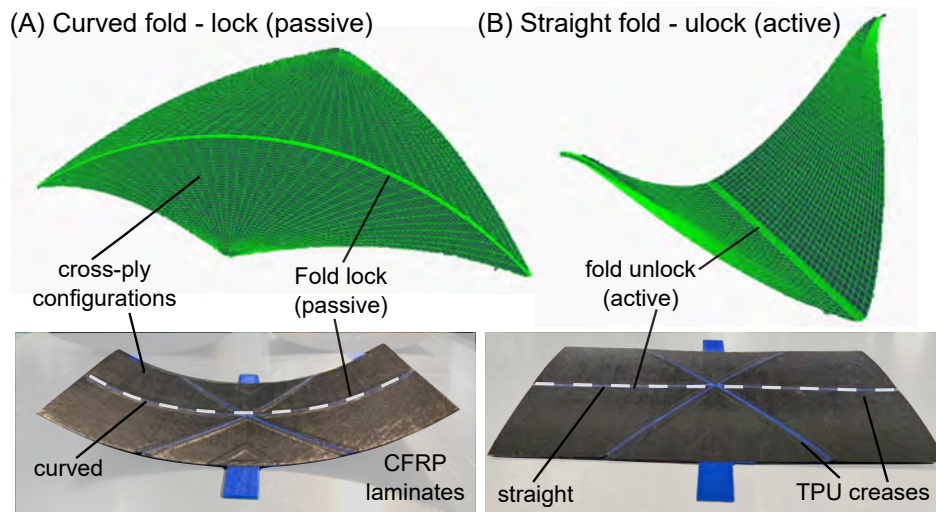 (A) Curved fold - lock (passive)
(B) Straight fold - ulock (active)
cross-ply
configurations
Fold lock
(passive)
fold unlock
(active)
curved
CFRP
laminates
straight
TPU creases